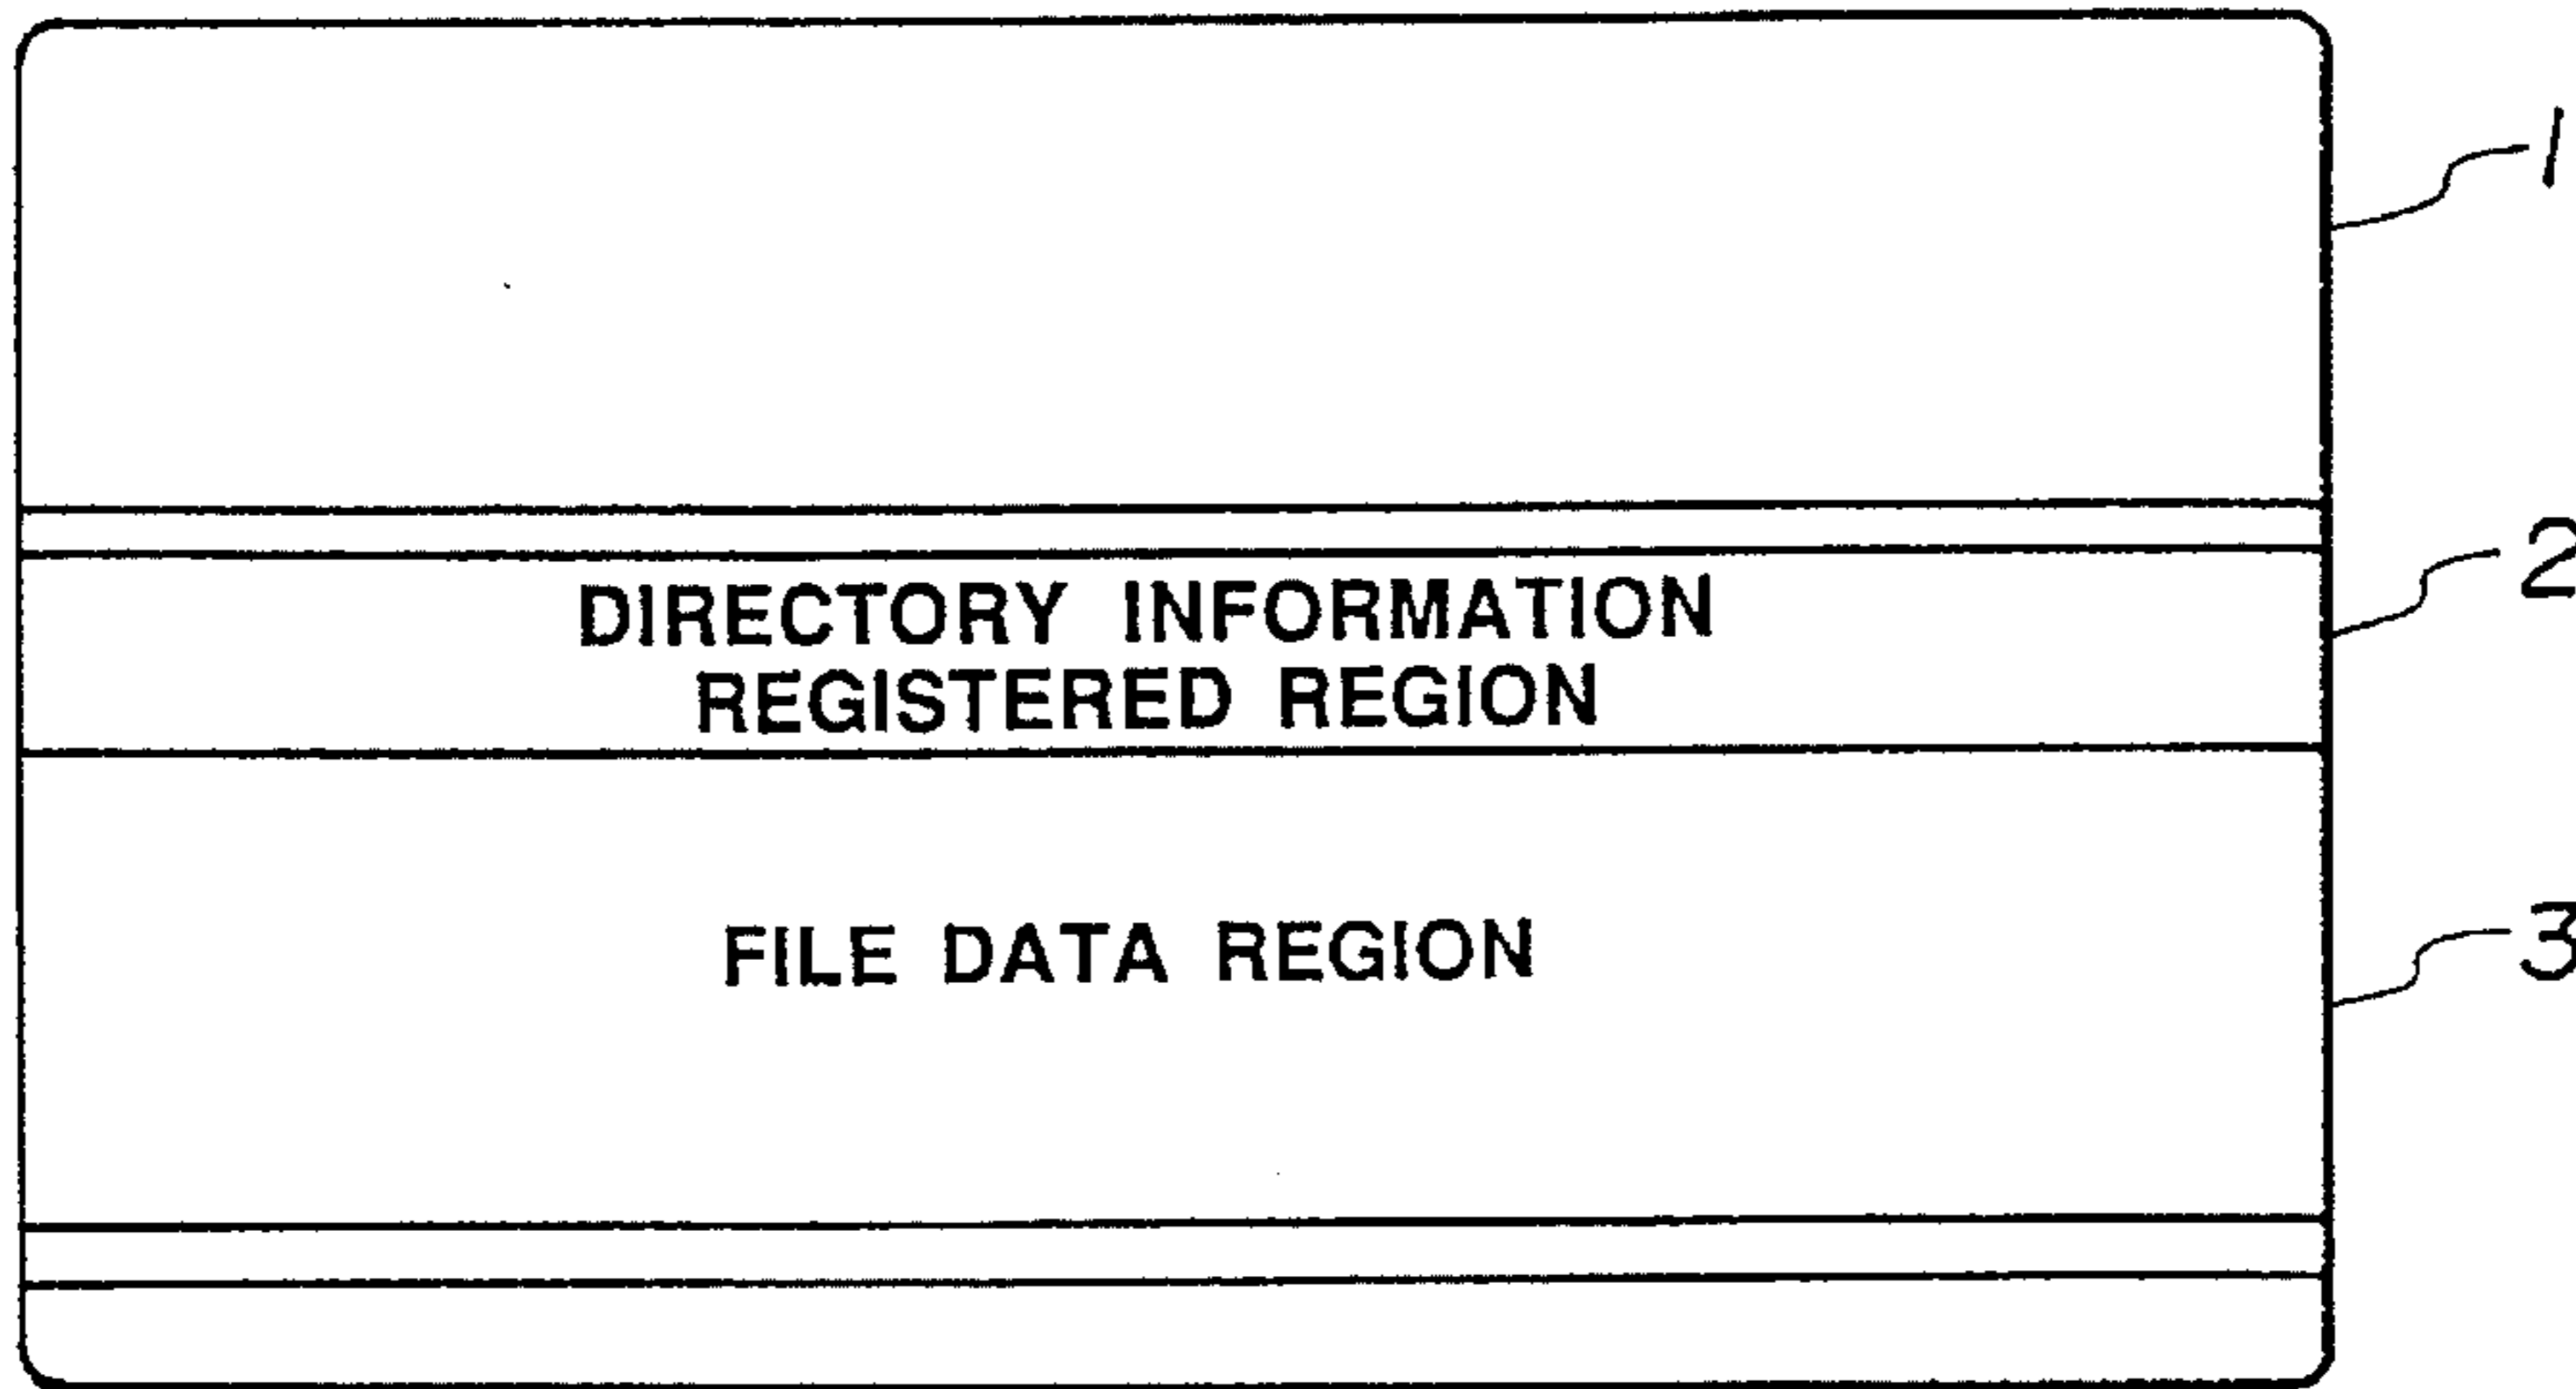 1
DIRECTORY INFORMATION
REGISTERED REGION
2
FILE DATA REGION
3